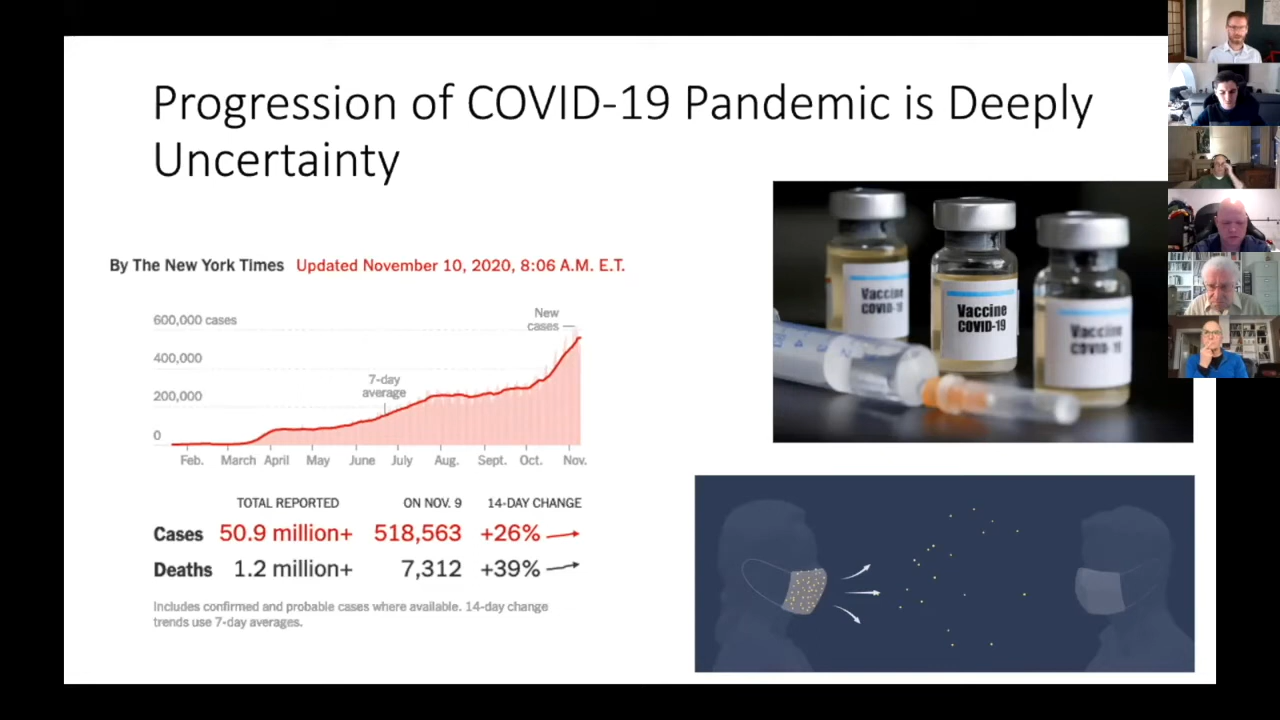 Progression of COVID-19 Pandemic is Deeply
Uncertainty
By The New York Times Updated November 10, 2020, 8:06 A.M. E.T.
600,000 cases
400,000
200,000
0
New
cases
7-day
average
Feb. March April May June July Aug. Sept. Oct. Nov.
TOTAL REPORTED ON NOV. 9 14-DAY CHANGE
Cases 50.9 million+ 518,563 +26%
Deaths 1.2 million+ 7,312 +39%
Includes confirmed and probable cases where available. 14-day change
trends use 7-day averages.
Vaccine
COVID-19
Vaccine
COVID-19
Vaccine
COVID-19